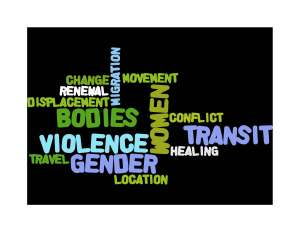 MIGRATION
CHANGE
MOVEMENT
RENEWAL
DISPLACEMENT
WOMEN
BODIES
CONFLICT
TRANSIT
VIOLENCE
HEALING
TRAVEL
GENDER
LOCATION